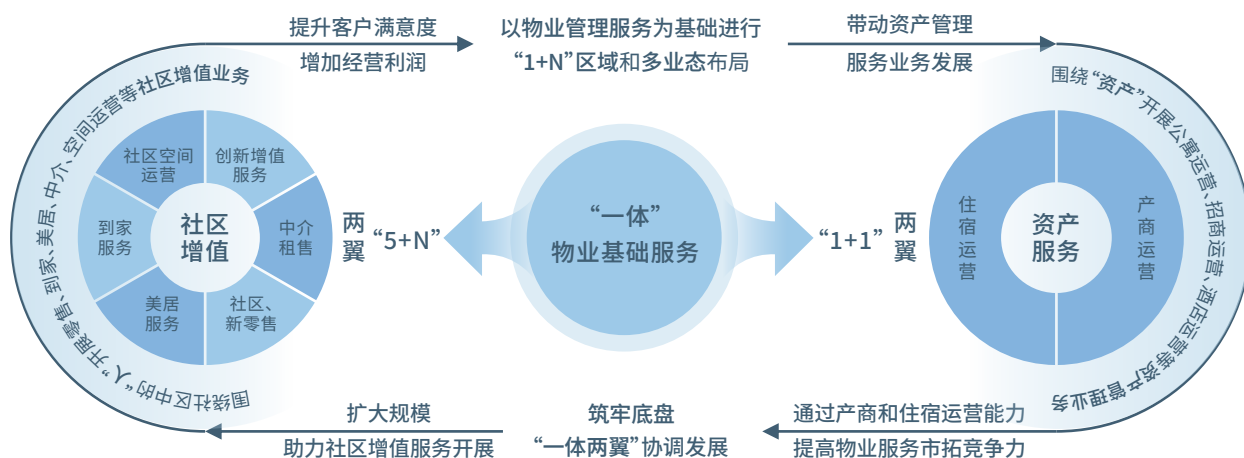 提升客户满意度
增加经营利润
以物业管理服务为基础进行
“1+N”区域和多业态布局
带动资产管理
服务业务发展
围绕社区中的“人”开展零售、到家、美居、中介、空间运营等社区增值业务
社区空间
运营
创新增值
服务
到家
服务
社区
增值
中介
租售
美居
服务
社区、
新零售
两翼
“5+N”
“一体”
物业基础服务
“1+1”
两翼
围绕“资产”开展公寓运营、招商运营、酒店运营等资产管理业务
住宿运营
资产
服务
产商运营
扩大规模
助力社区增值服务开展
筑牢底盘
“一体两翼”协调发展
通过产商和住宿运营能力
提高物业服务市拓竞争力